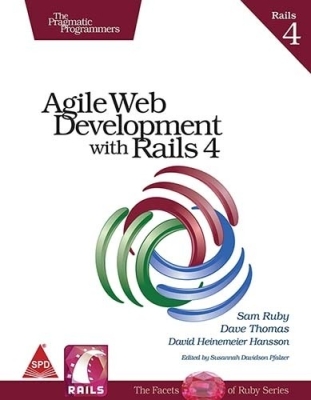 The
Pragmatic
Programmers
Rails
4
Agile Web
Development
with Rails 4
Sam Ruby
Dave Thomas
David Heinemeier Hansson
Edited by Susannah Davidson Pfalzer
SPD
RAILS
The Facets of Ruby Series